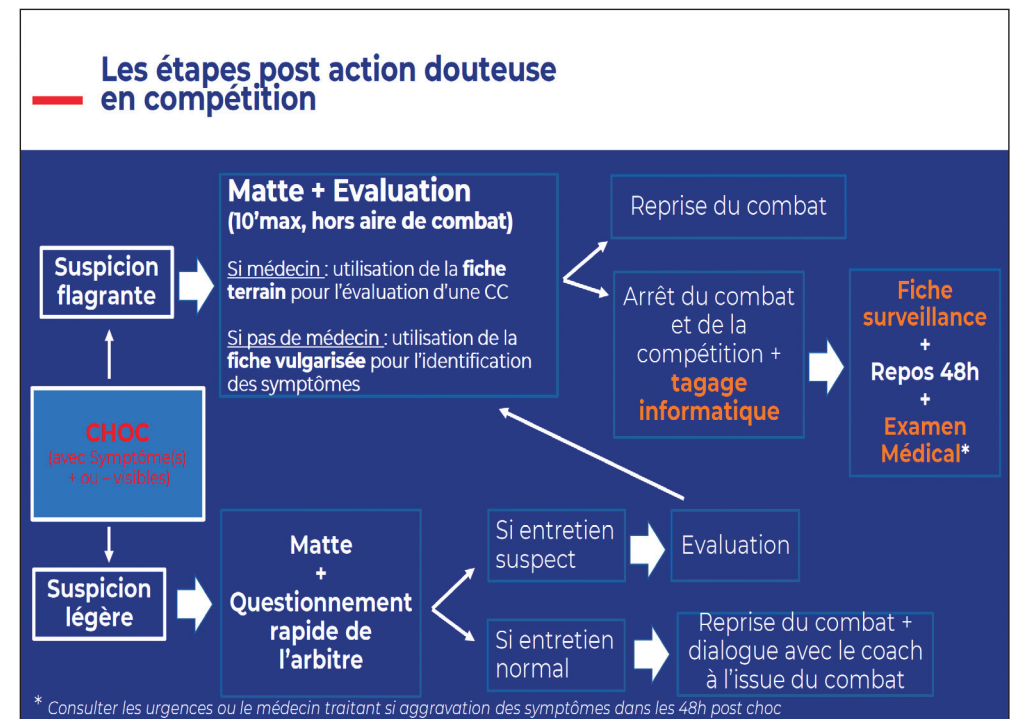 Les étapes post action douteuse
en compétition
Matte + Evaluation
(10'max, hors aire de combat)
Si médecin : utilisation de la fiche
terrain pour l'évaluation d'une CC
Si pas de médecin : utilisation de la
fiche vulgarisée pour l'identification
des symptômes
Reprise du combat
Suspicion
flagrante
Arrêt du combat
et de la
compétition +
tagage
informatique
Fiche
surveillance
+
Repos 48h
+
Examen
Médical*
CHOC
(avec Symptôme(s)
+ ou – visibles)
Suspicion
légère
Matte
+
Questionnement
rapide de
l'arbitre
Si entretien
suspect
Evaluation
Si entretien
normal
Reprise du combat +
dialogue avec le coach
à l'issue du combat
* Consulter les urgences ou le médecin traitant si aggravation des symptômes dans les 48h post choc